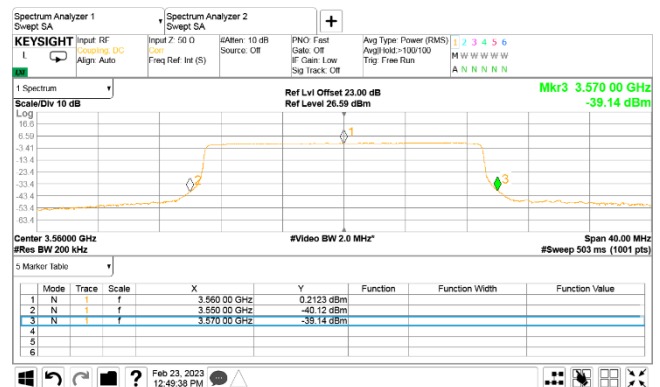 Spectrum Analyzer 1
Swept SA
Spectrum Analyzer 2
Swept SA
KEYSIGHT
L
Input: RF
Coupling: DC
Align: Auto
Input Z: 50 Ω
Corr
Freq Ref: Int (S)
#Atten: 10 dB
Source: Off
PNO: Fast
Gate: Off
IF Gain: Low
Sig Track: Off
Avg Type: Power (RMS)
Avg|Hold:>100/100
Trig: Free Run
1 2 3 4 5 6
M W W W W W
A N N N N N
1 Spectrum
Scale/Div 10 dB
Ref Lvl Offset 23.00 dB
Ref Level 26.59 dBm
Mkr3 3.570 00 GHz
-39.14 dBm
Log
16.6
6.59
-3.41
-13.4
-23.4
-33.4
-43.4
-53.4
-63.4
1
2
3
Center 3.56000 GHz
#Res BW 200 kHz
#Video BW 2.0 MHz*
Span 40.00 MHz
#Sweep 503 ms (1001 pts)
5 Marker Table
Mode Trace Scale X Y Function Function Width Function Value
1 N 1 f 3.560 00 GHz 0.2123 dBm
2 N 1 f 3.550 00 GHz -40.12 dBm
3 N 1 f 3.570 00 GHz -39.14 dBm
4
5
6
?
Feb 23, 2023
12:49:38 PM